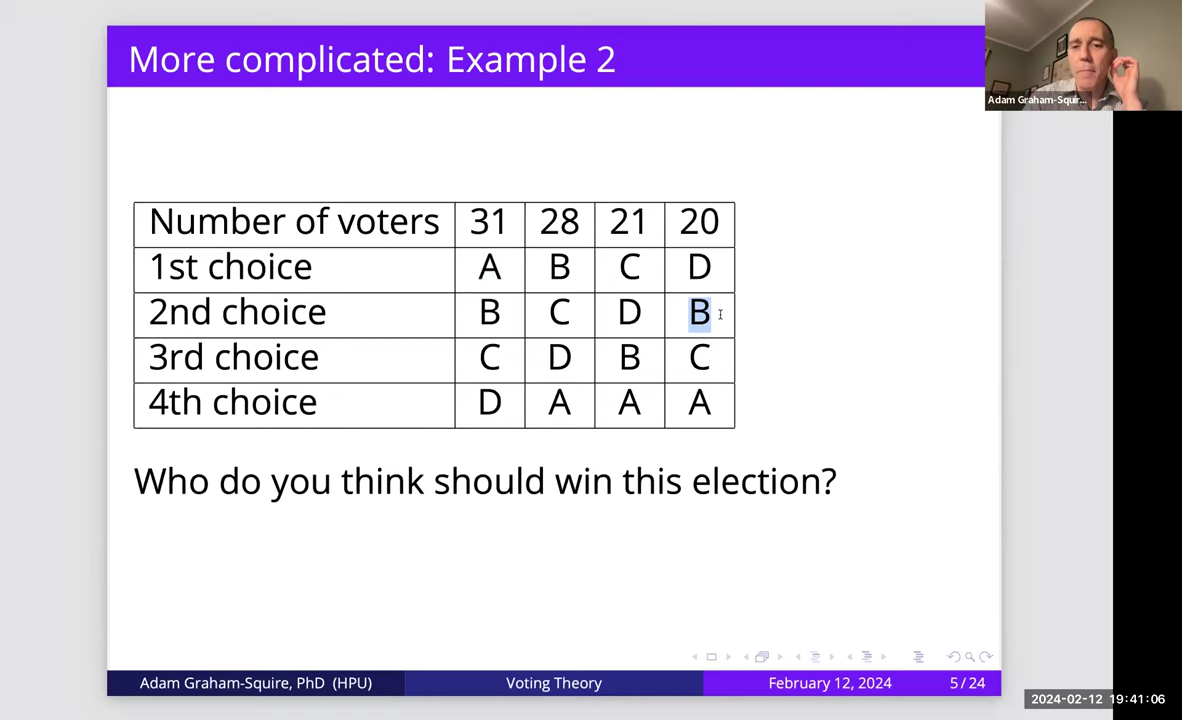 More complicated: Example 2
Adam Graham-Squir...
Number of voters 31 28 21 20
1st choice A B C D
2nd choice B C D B
3rd choice C D B C
4th choice D A A A
Who do you think should win this election?
Adam Graham-Squire, PhD (HPU) Voting Theory February 12, 2024 5 / 24
2024-02-12 19:41:06